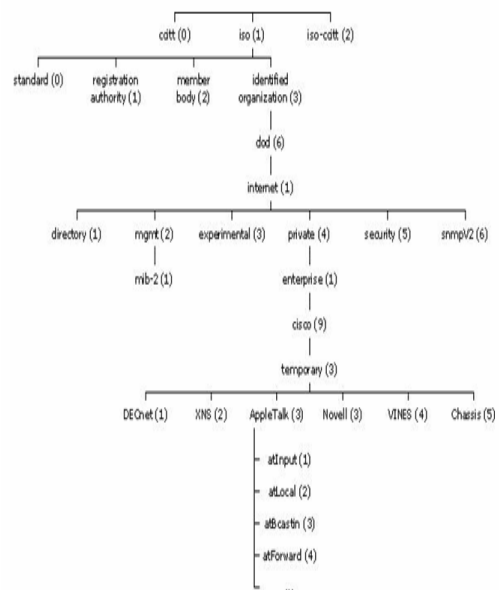 cditt (0) iso (1) iso-cditt (2)
standard (0) registration authority (1) member body (2) identified organization (3)
dod (6)
internet (1)
directory (1) mgmt (2) experimental (3) private (4) security (5) snmpV2 (6)
mib-2 (1) enterprise (1)
cisco (9)
temporary (3)
DECnet (1) XNS (2) AppleTalk (3) Novell (3) VINES (4) Chassis (5)
atInput (1)
atLocal (2)
atBcastin (3)
atForward (4)